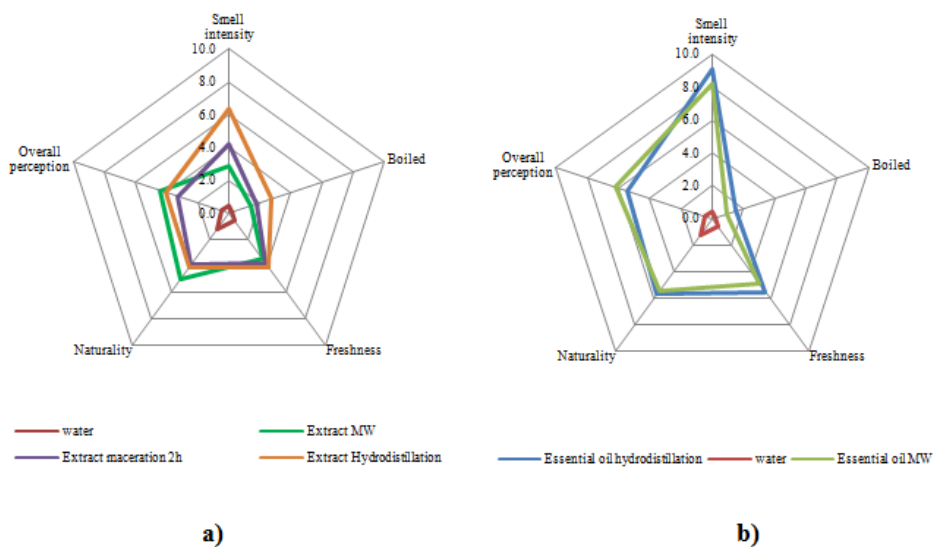 Smell
intensity
10.0
8.0
6.0
4.0
2.0
0.0
Boiled
Freshness
Naturality
Overall
perception
water
Extract MW
Extract maceration 2h
Extract Hydrodistillation
a)
Smell
intensity
10.0
8.0
6.0
4.0
2.0
0.0
Boiled
Freshness
Naturality
Overall
perception
Essential oil hydrodistillation
water
Essential oil MW
b)